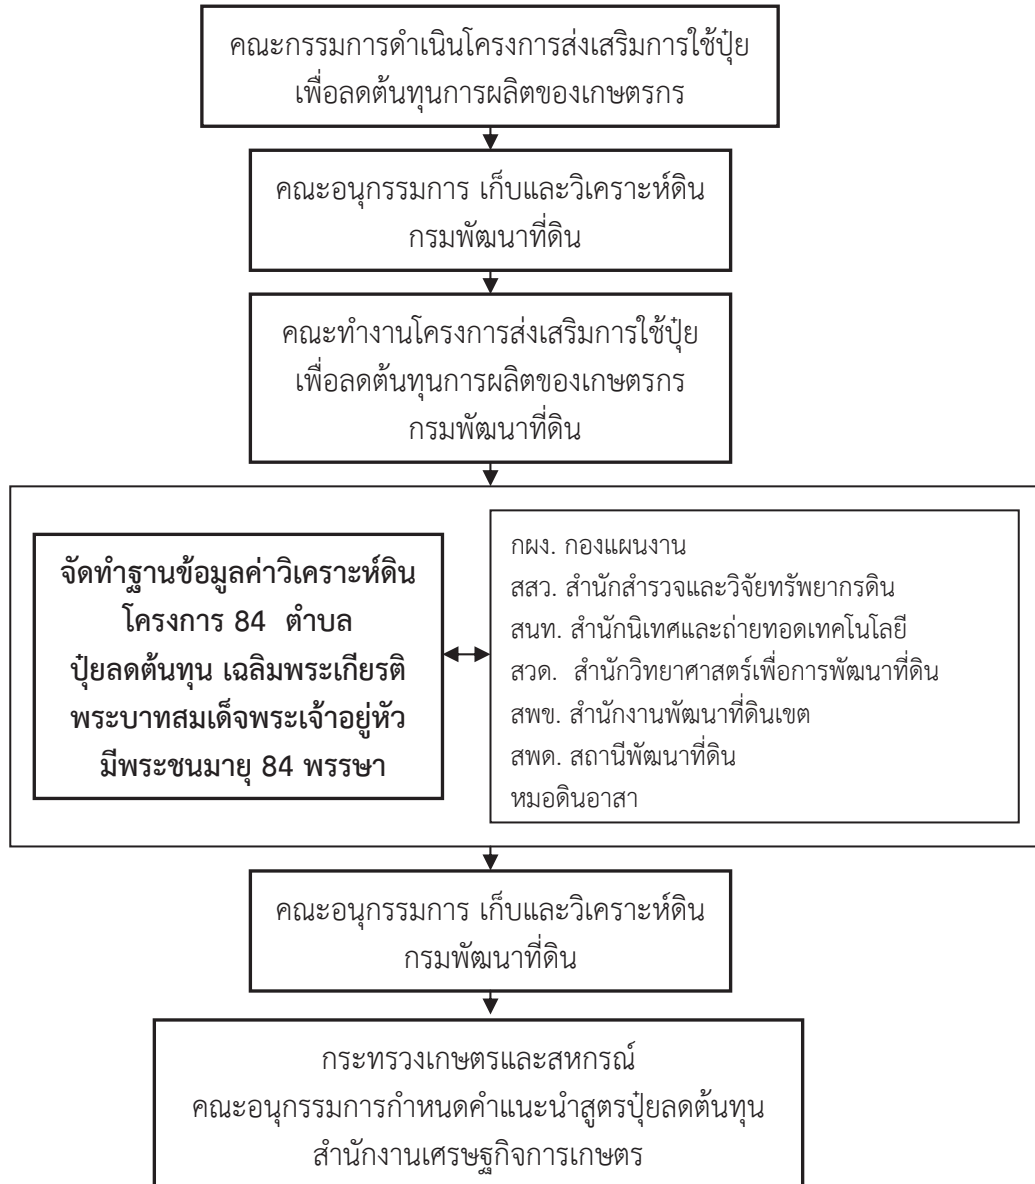 คณะกรรมการดำเนินโครงการส่งเสริมการใช้ปุ๋ย
เพื่อลดต้นทุนการผลิตของเกษตรกร
คณะอนุกรรมการ เก็บและวิเคราะห์ดิน
กรมพัฒนาที่ดิน
คณะทำงานโครงการส่งเสริมการใช้ปุ๋ย
เพื่อลดต้นทุนการผลิตของเกษตรกร
กรมพัฒนาที่ดิน
จัดทำฐานข้อมูลค่าวิเคราะห์ดิน
โครงการ 84 ตำบล
ปุ๋ยลดต้นทุน เฉลิมพระเกียรติ
พระบาทสมเด็จพระเจ้าอยู่หัว
มีพระชนมายุ 84 พรรษา
กผง. กองแผนงาน
สสว. สำนักสำรวจและวิจัยทรัพยากรดิน
สนท. สำนักนิเทศและถ่ายทอดเทคโนโลยี
สวด. สำนักวิทยาศาสตร์เพื่อการพัฒนาที่ดิน
สพข. สำนักงานพัฒนาที่ดินเขต
สพด. สถานีพัฒนาที่ดิน
หมอดินอาสา
คณะอนุกรรมการ เก็บและวิเคราะห์ดิน
กรมพัฒนาที่ดิน
กระทรวงเกษตรและสหกรณ์
คณะอนุกรรมการกำหนดคำแนะนำสูตรปุ๋ยลดต้นทุน
สำนักงานเศรษฐกิจการเกษตร